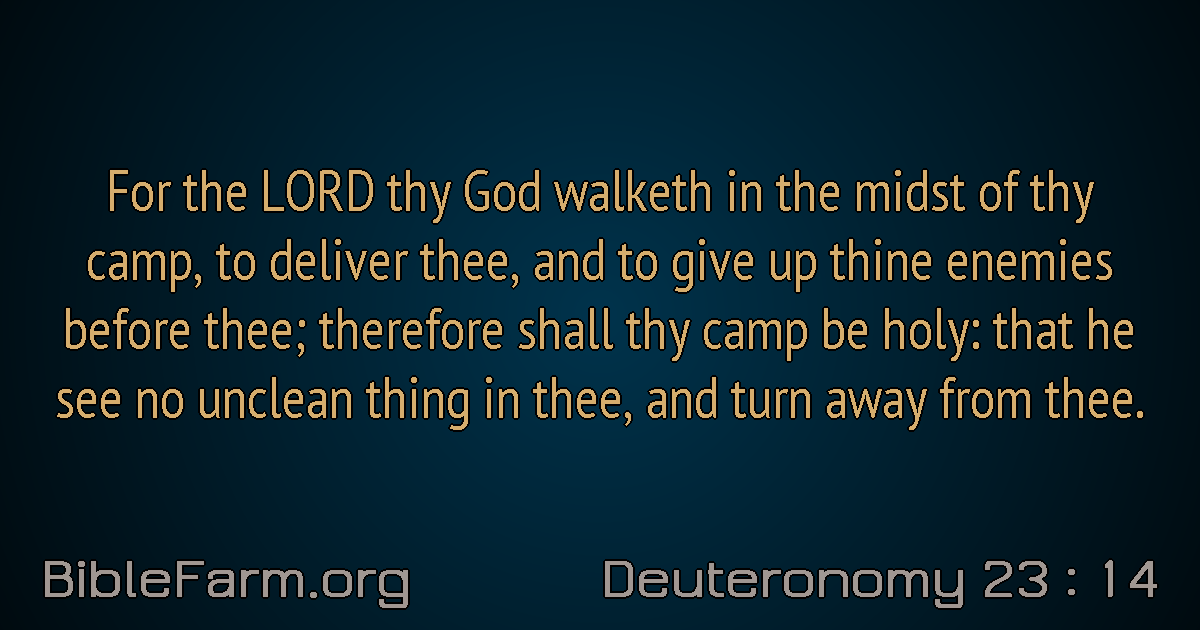 For the LORD thy God walketh in the midst of thy
camp, to deliver thee, and to give up thine enemies
before thee; therefore shall thy camp be holy: that he
see no unclean thing in thee, and turn away from thee.
BibleFarm.org
Deuteronomy 23 : 14